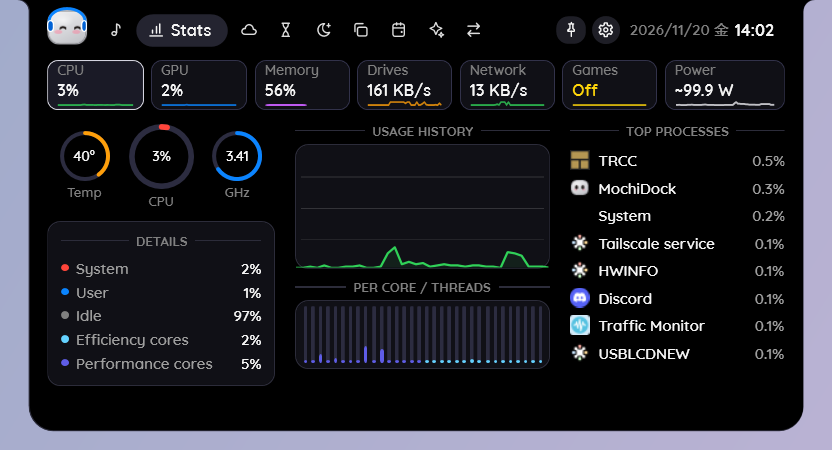 Stats
2026/11/20 金 14:02
CPU
3%
GPU
2%
Memory
56%
Drives
161 KB/s
Network
13 KB/s
Games
Off
Power
~99.9 W
40°
Temp
3%
CPU
3.41
GHz
DETAILS
System 2%
User 1%
Idle 97%
Efficiency cores 2%
Performance cores 5%
USAGE HISTORY
PER CORE / THREADS
TOP PROCESSES
TRCC 0.5%
MochiDock 0.3%
System 0.2%
Tailscale service 0.1%
HWINFO 0.1%
Discord 0.1%
Traffic Monitor 0.1%
USBLCDNEW 0.1%